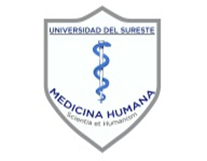 UNIVERSIDAD DEL SURESTE
MEDICINA HUMANA
Scientia et Humanism